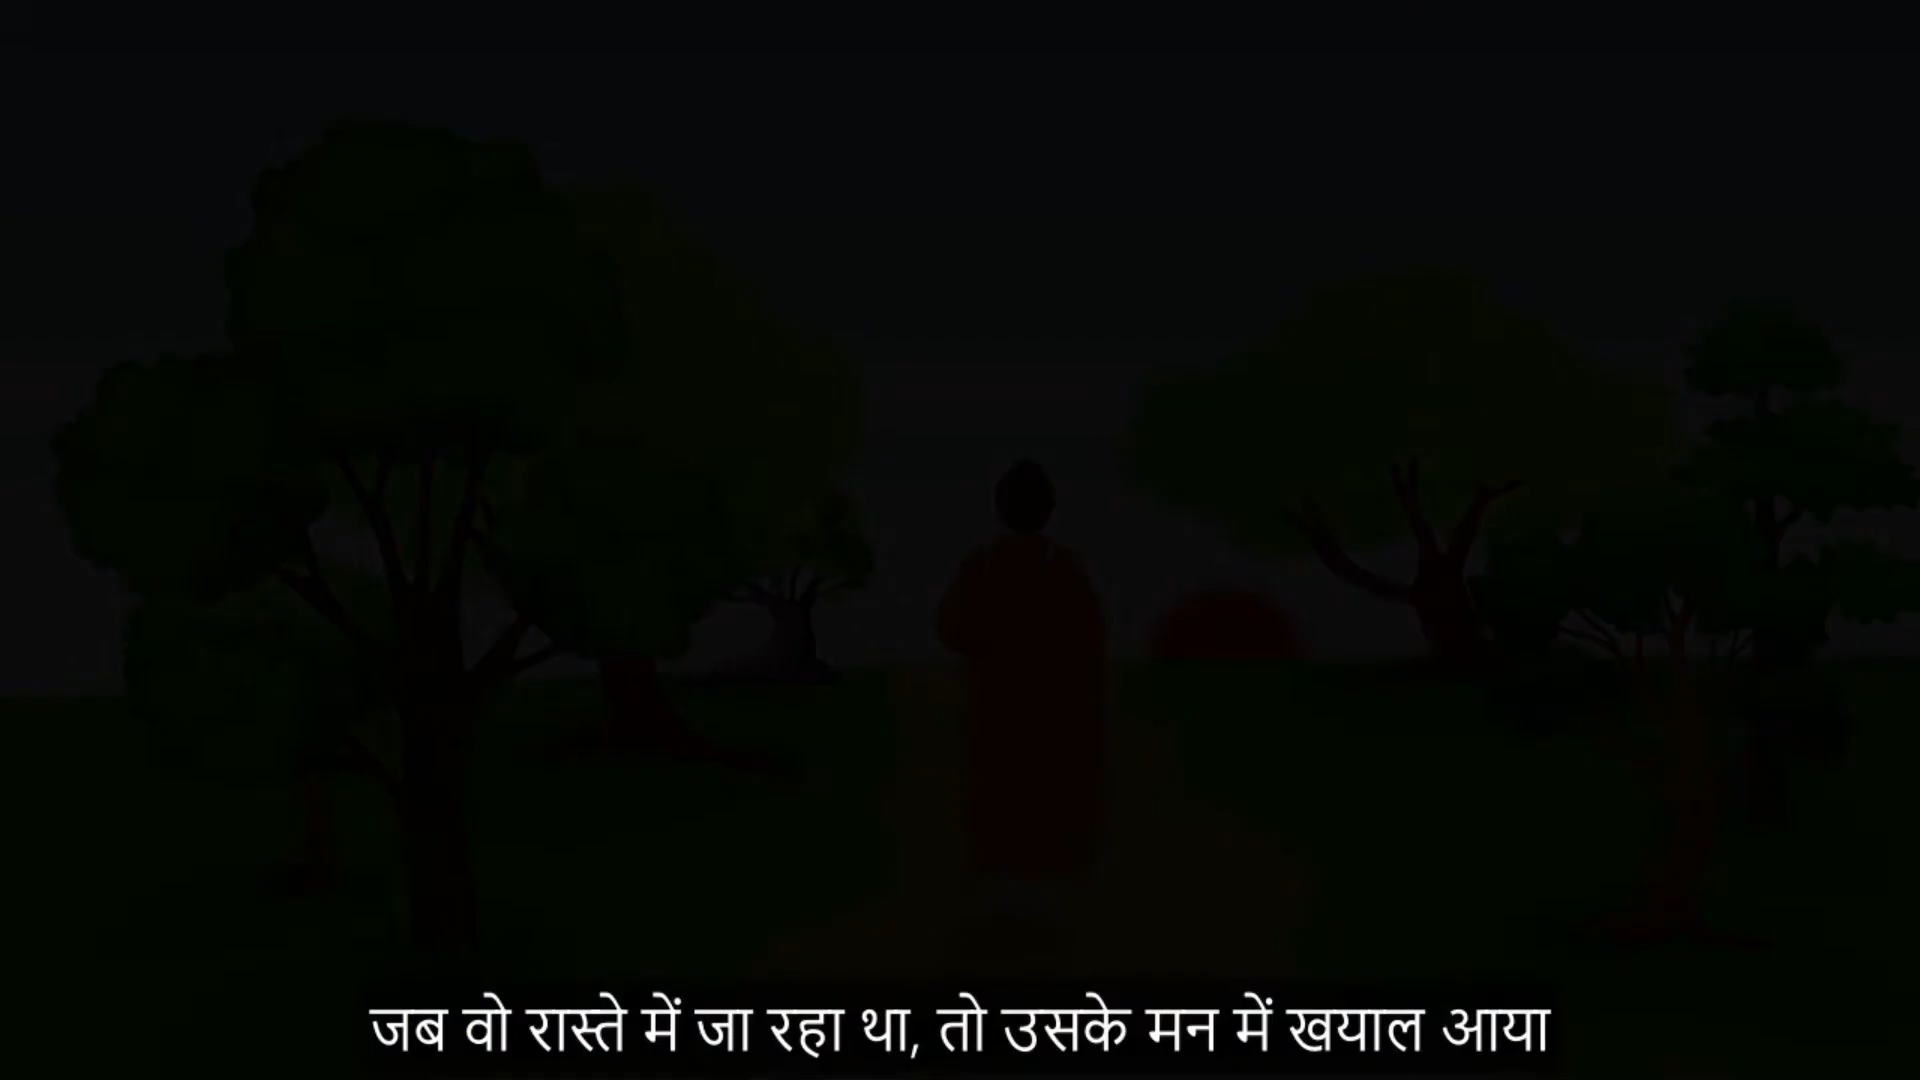 जब वो रास्ते में जा रहा था, तो उसके मन में खयाल आया